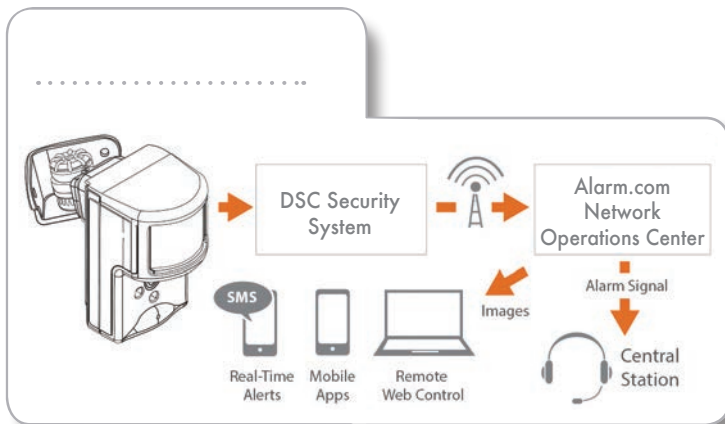 DSC Security
System
Alarm.com
Network
Operations Center
SMS
Images
Alarm Signal
Real-Time
Alerts
Mobile
Apps
Remote
Web Control
Central
Station